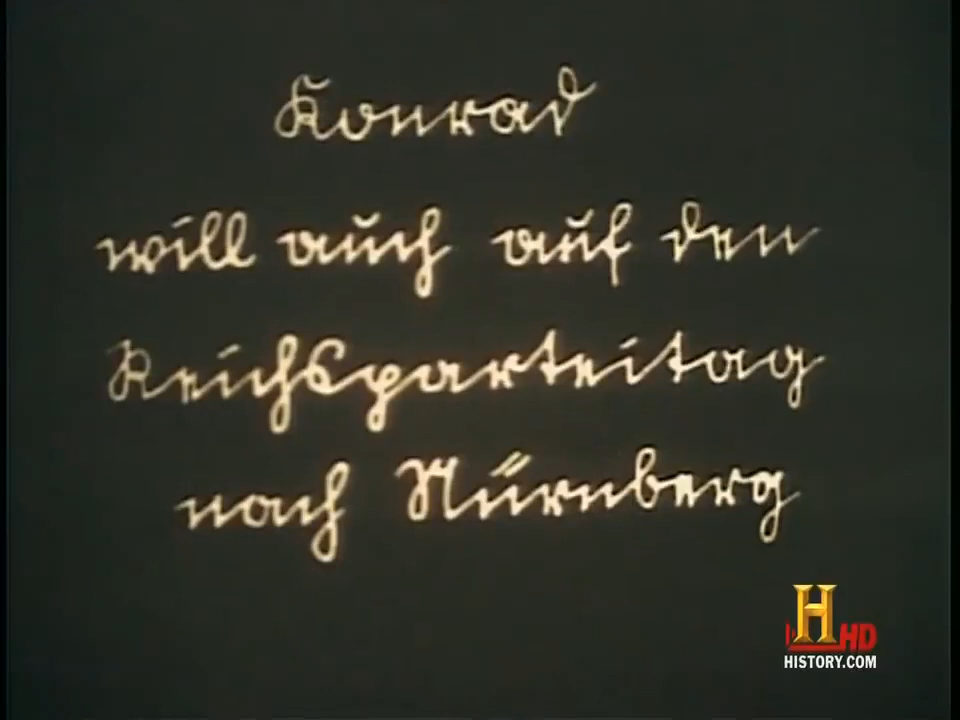 Konrad
will auch auf den
Reichsparteitag
nach Nürnberg
H HD
HISTORY.COM